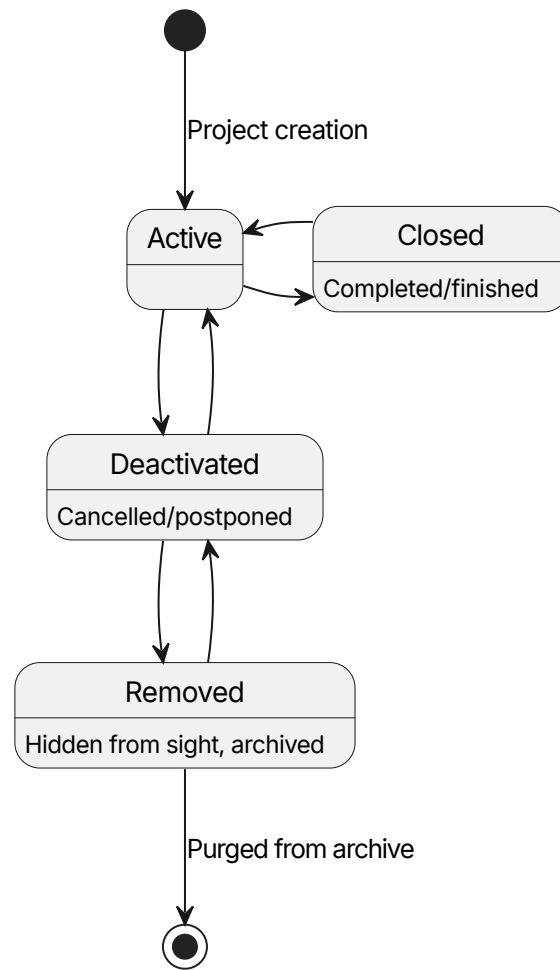 Project creation
Active
Closed
Completed/finished
Deactivated
Cancelled/postponed
Removed
Hidden from sight, archived
Purged from archive